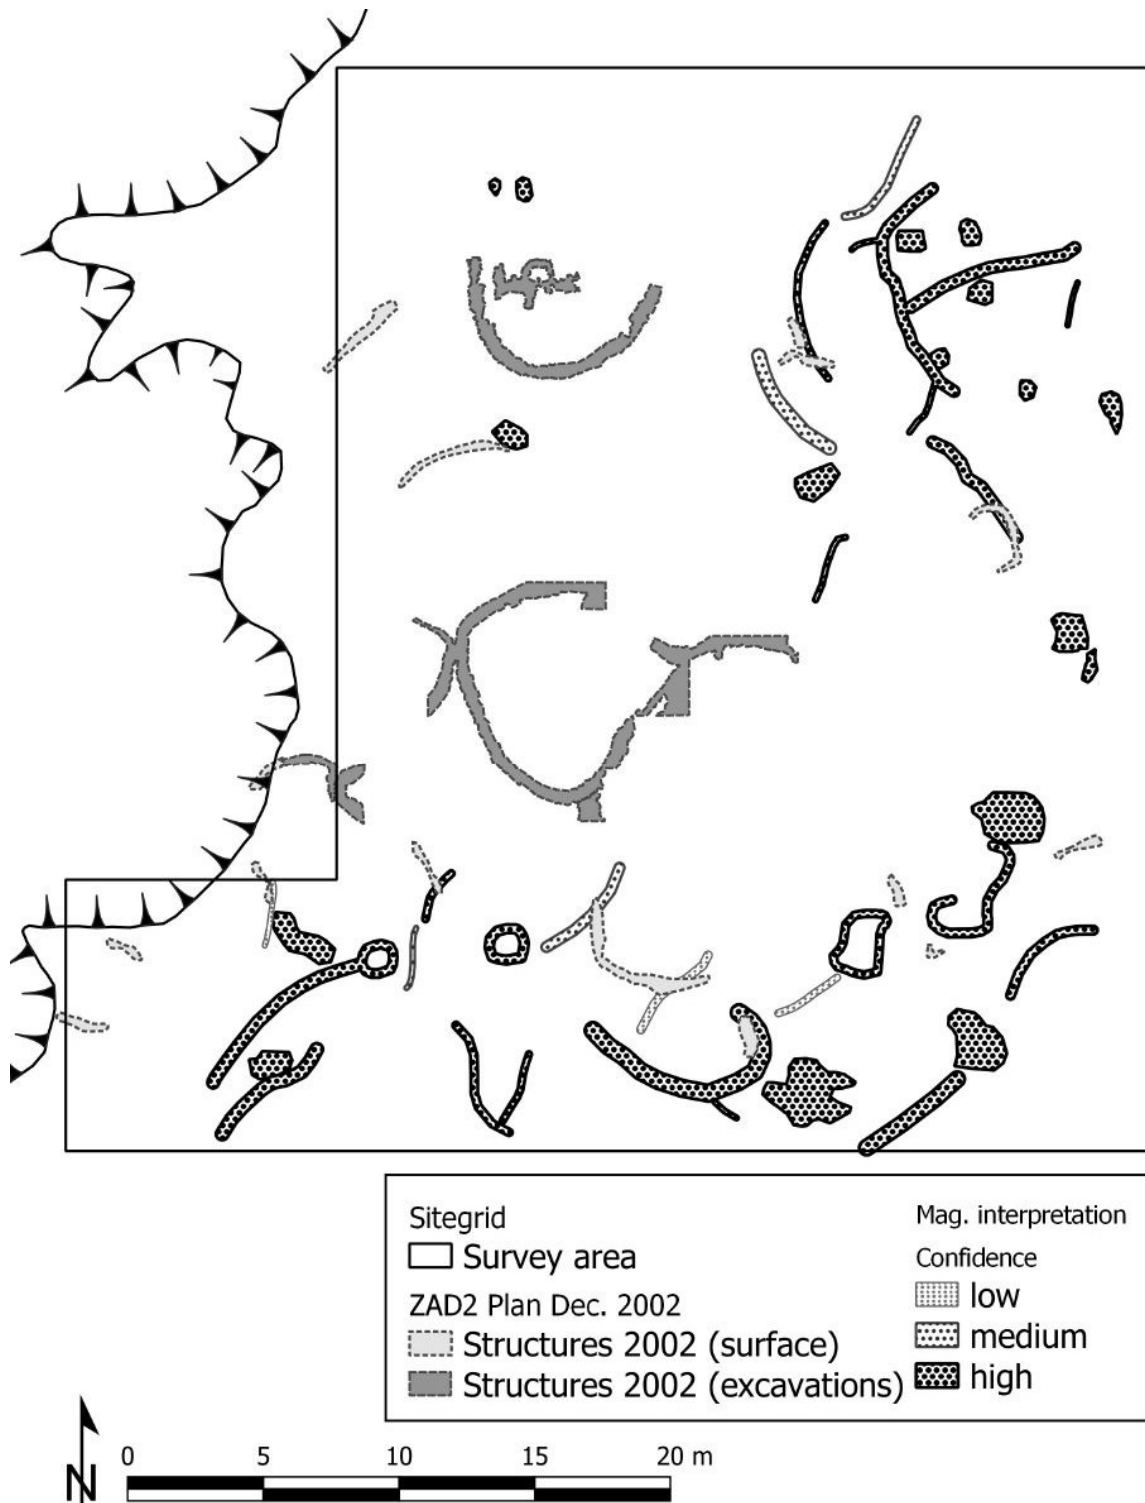 Sitegrid
Survey area
ZAD2 Plan Dec. 2002
Structures 2002 (surface)
Structures 2002 (excavations)
Mag. interpretation
Confidence
low
medium
high
N
0 5 10 15 20 m